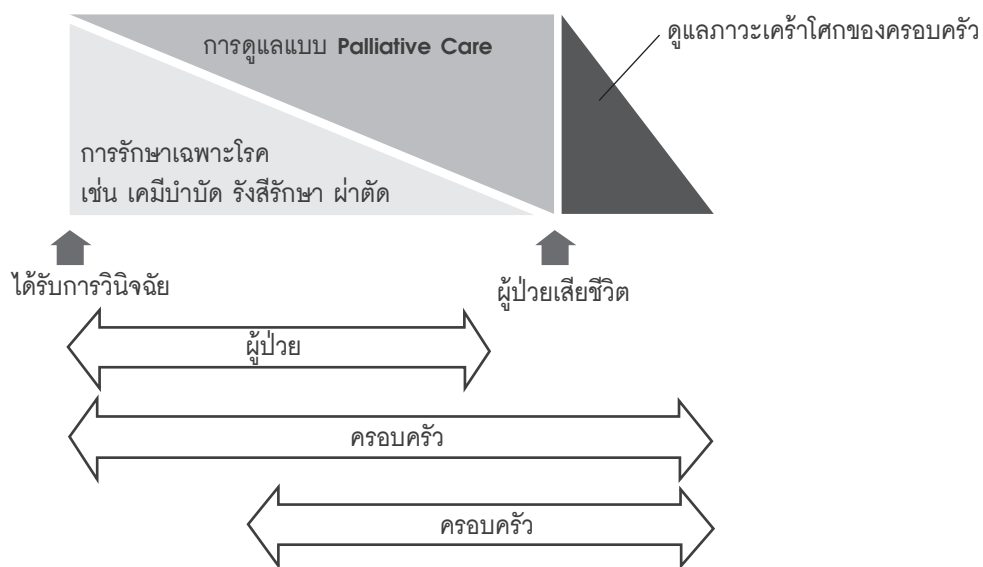 การดูแลแบบ Palliative Care
ดูแลภาวะเศร้าโศกของครอบครัว
การรักษาเฉพาะโรค
เช่น เคมีบำบัด รังสีรักษา ผ่าตัด
ได้รับการวินิจฉัย
ผู้ป่วยเสียชีวิต
ผู้ป่วย
ครอบครัว
ครอบครัว